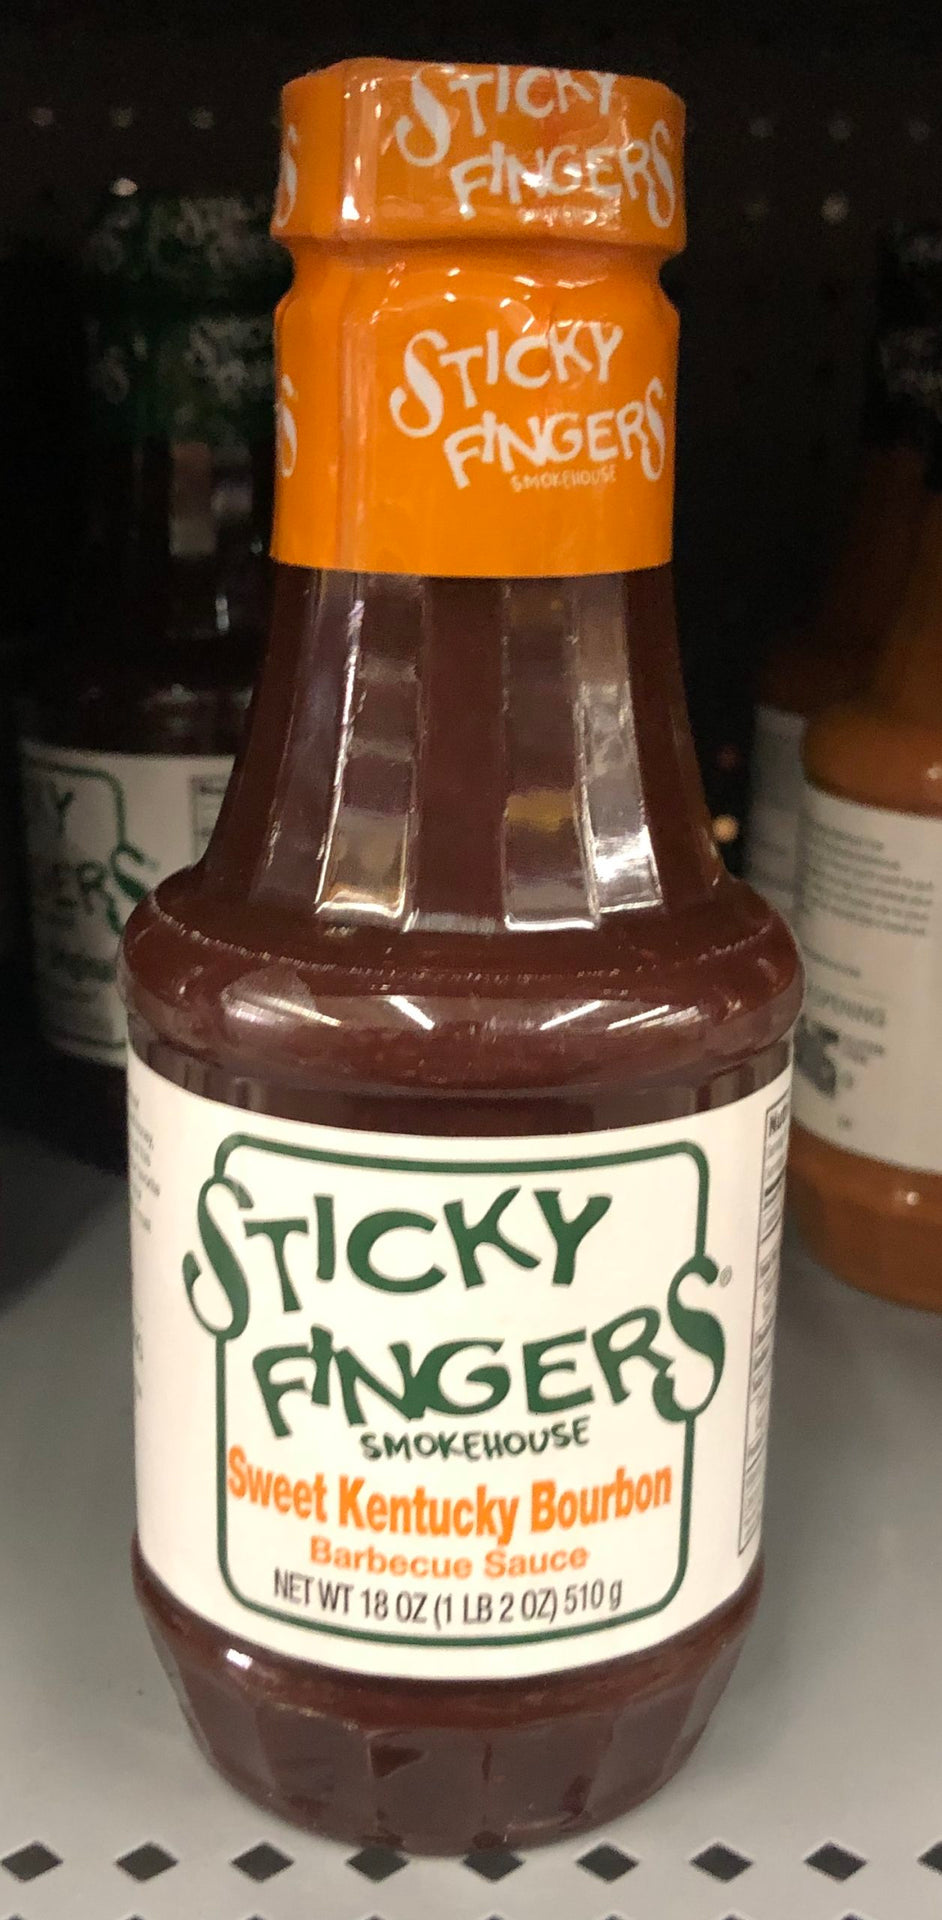 STICKY
FINGERS
SMOKEHOUSE
STICKY
FINGERS
SMOKEHOUSE
STICKY
FINGERS®
SMOKEHOUSE
Sweet Kentucky Bourbon
Barbecue Sauce
NET WT 18 OZ (1 LB 2 OZ) 510 g